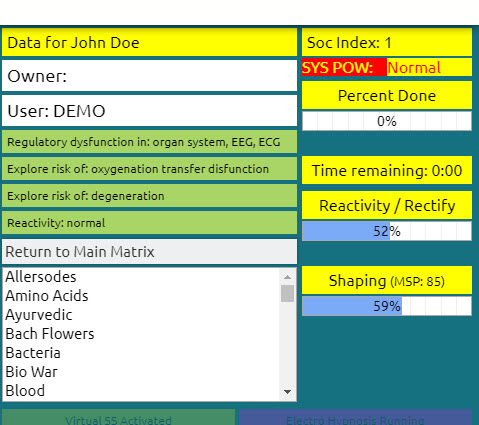 Data for John Doe
Owner:
User: DEMO
Regulatory dysfunction in: organ system, EEG, ECG
Explore risk of: oxygenation transfer disfunction
Explore risk of: degeneration
Reactivity: normal
Return to Main Matrix
Allersodes
Amino Acids
Ayurvedic
Bach Flowers
Bacteria
Bio War
Blood
Soc Index: 1
SYS POW: Normal
Percent Done
0%
Time remaining: 0:00
Reactivity / Rectify
52%
Shaping (MSP: 85)
59%
Virtual SS Activated
Electro Hypnosis Running